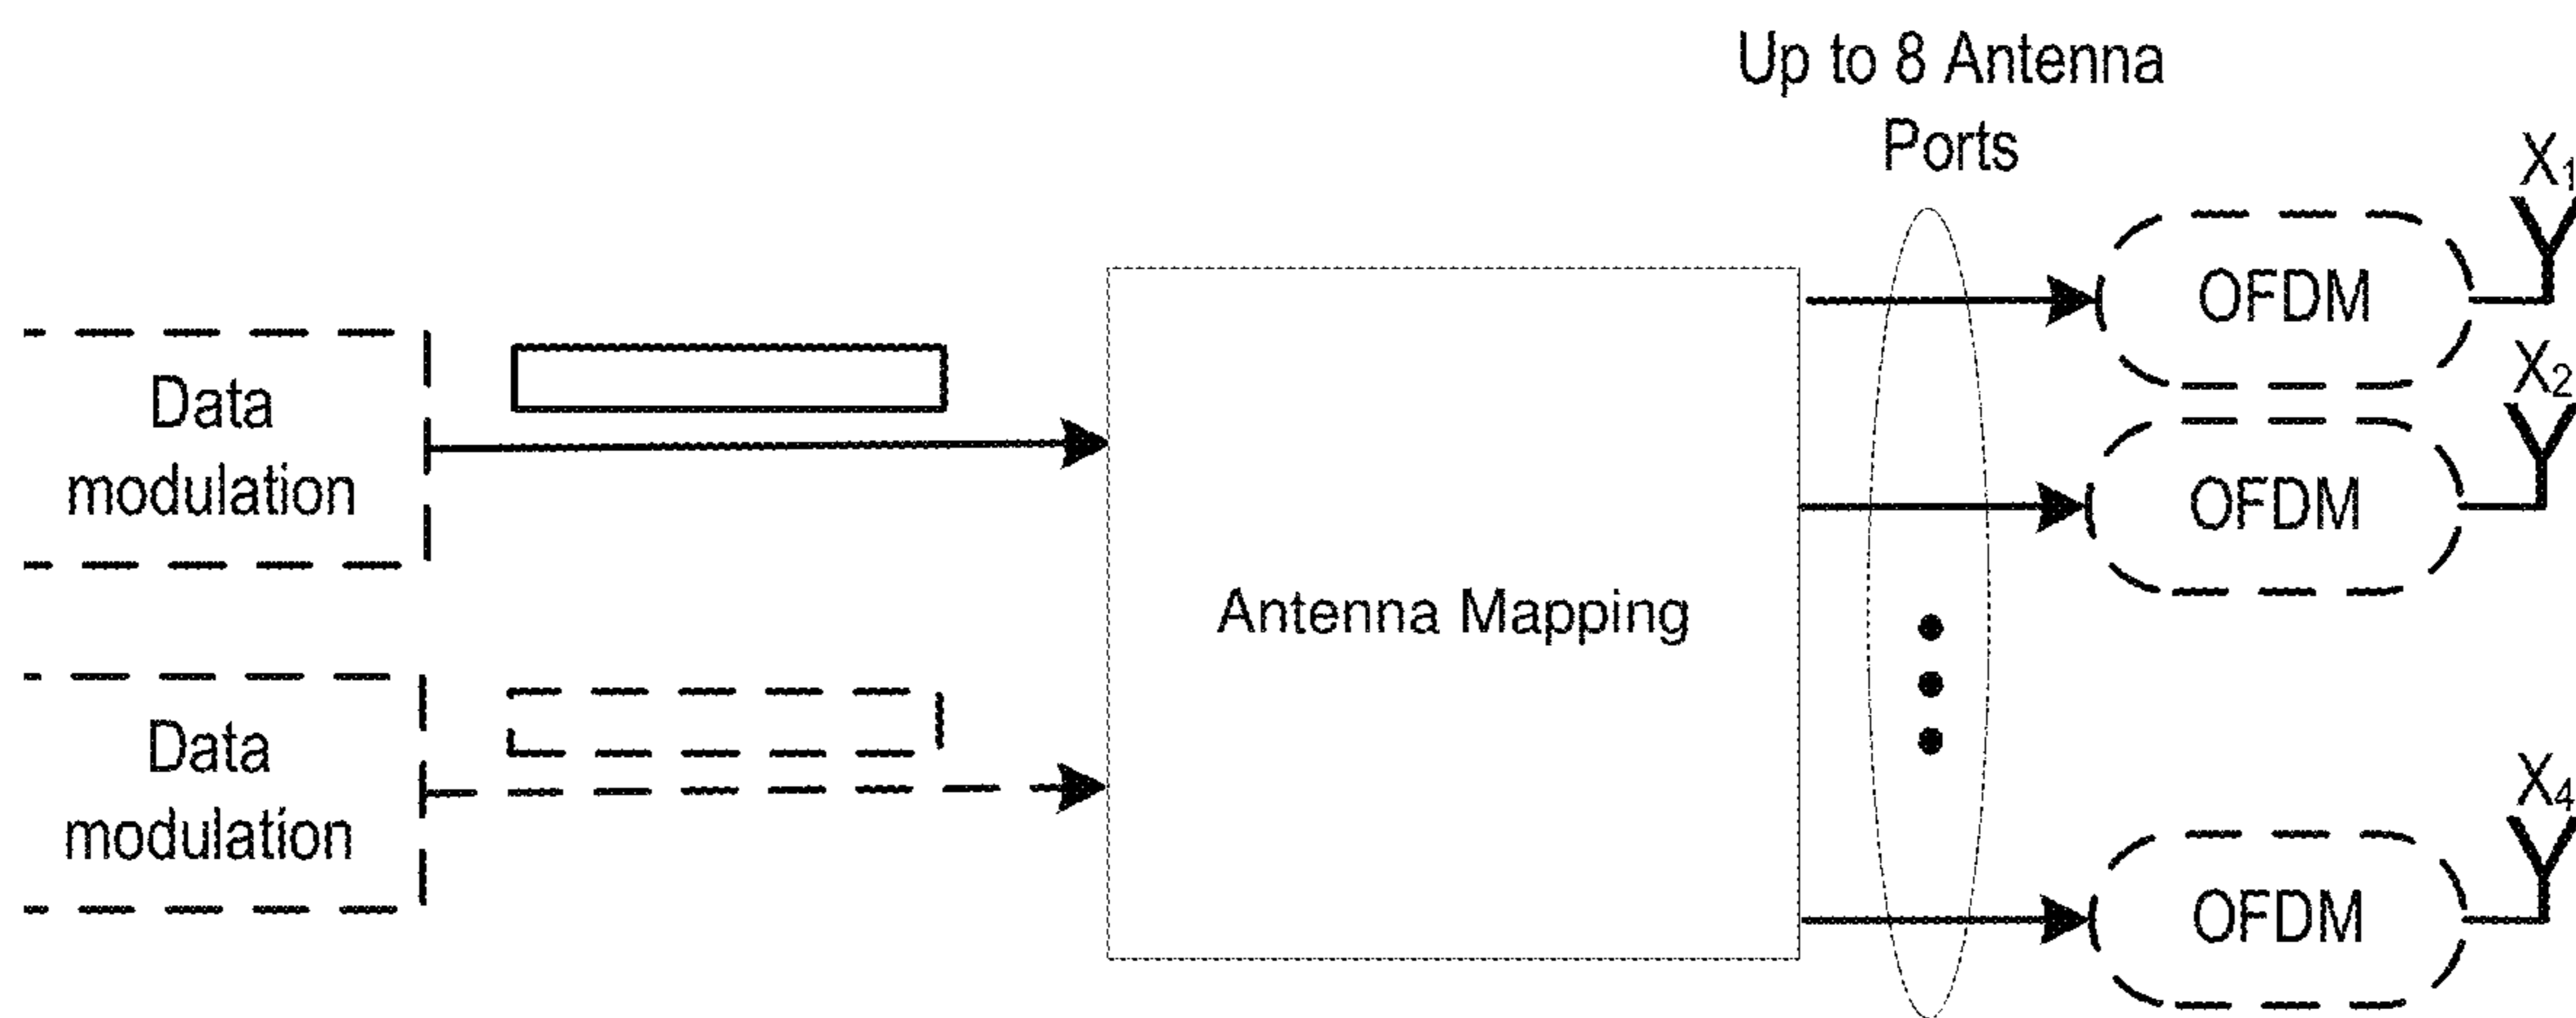 Up to 8 Antenna
Ports
X₁
OFDM
X₂
OFDM
Data
modulation
Antenna Mapping
Data
modulation
X₄
OFDM